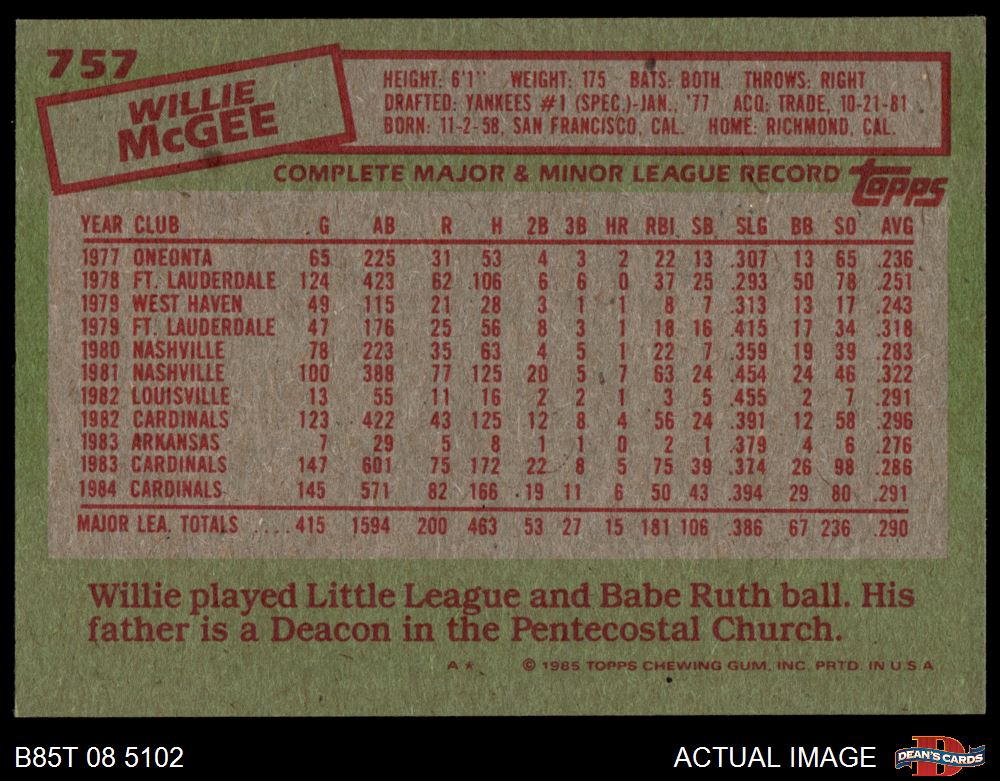 757
WILLIE
McGEE
HEIGHT: 6'1" WEIGHT: 175 BATS: BOTH THROWS: RIGHT
DRAFTED: YANKEES #1 (SPEC.)-JAN., '77 ACQ: TRADE, 10-21-81
BORN: 11-2-58, SAN FRANCISCO, CAL. HOME: RICHMOND, CAL.
COMPLETE MAJOR & MINOR LEAGUE RECORD topps
YEAR CLUB G AB R H 2B 3B HR RBI SB SLG BB SO AVG
1977 ONEONTA 65 225 31 53 4 3 2 22 13 .307 13 65 .236
1978 FT. LAUDERDALE 124 423 62 106 6 6 0 37 25 .293 50 78 .251
1979 WEST HAVEN 49 115 21 28 3 1 1 8 7 .313 13 17 .243
1979 FT. LAUDERDALE 47 176 25 56 8 3 1 18 16 .415 17 34 .318
1980 NASHVILLE 78 223 35 63 4 5 1 22 7 .359 19 39 .283
1981 NASHVILLE 100 388 77 125 20 5 7 63 24 .454 24 46 .322
1982 LOUISVILLE 13 55 11 16 2 2 1 3 5 .455 2 7 .291
1982 CARDINALS 123 422 43 125 12 8 4 56 24 .391 12 58 .296
1983 ARKANSAS 7 29 5 8 1 1 0 2 1 .379 4 6 .276
1983 CARDINALS 147 601 75 172 22 8 5 75 39 .374 26 98 .286
1984 CARDINALS 145 571 82 166 19 11 6 50 43 .394 29 80 .291
MAJOR LEA. TOTALS ....415 1594 200 463 53 27 15 181 106 .386 67 236 .290
Willie played Little League and Babe Ruth ball. His
father is a Deacon in the Pentecostal Church.
A* © 1985 TOPPS CHEWING GUM, INC. PRTD. IN U.S.A.
B85T 08 5102 ACTUAL IMAGE D DEAN'S CARDS